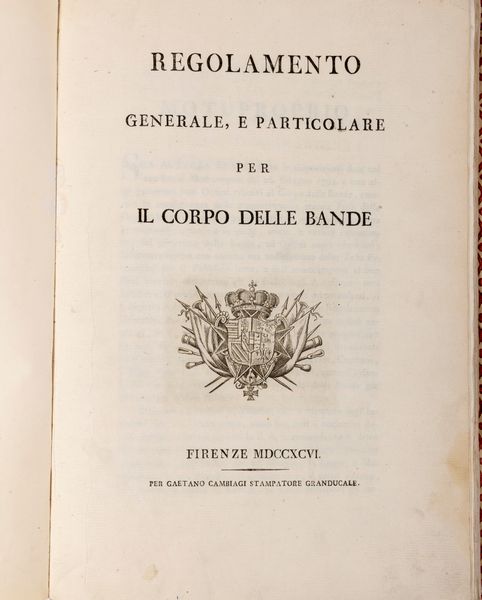 REGOLAMENTO
GENERALE, E PARTICOLARE
PER
IL CORPO DELLE BANDE
FIRENZE MDCCXCVI.
PER GAETANO CAMBIAGI STAMPATORE GRANDUCALE.